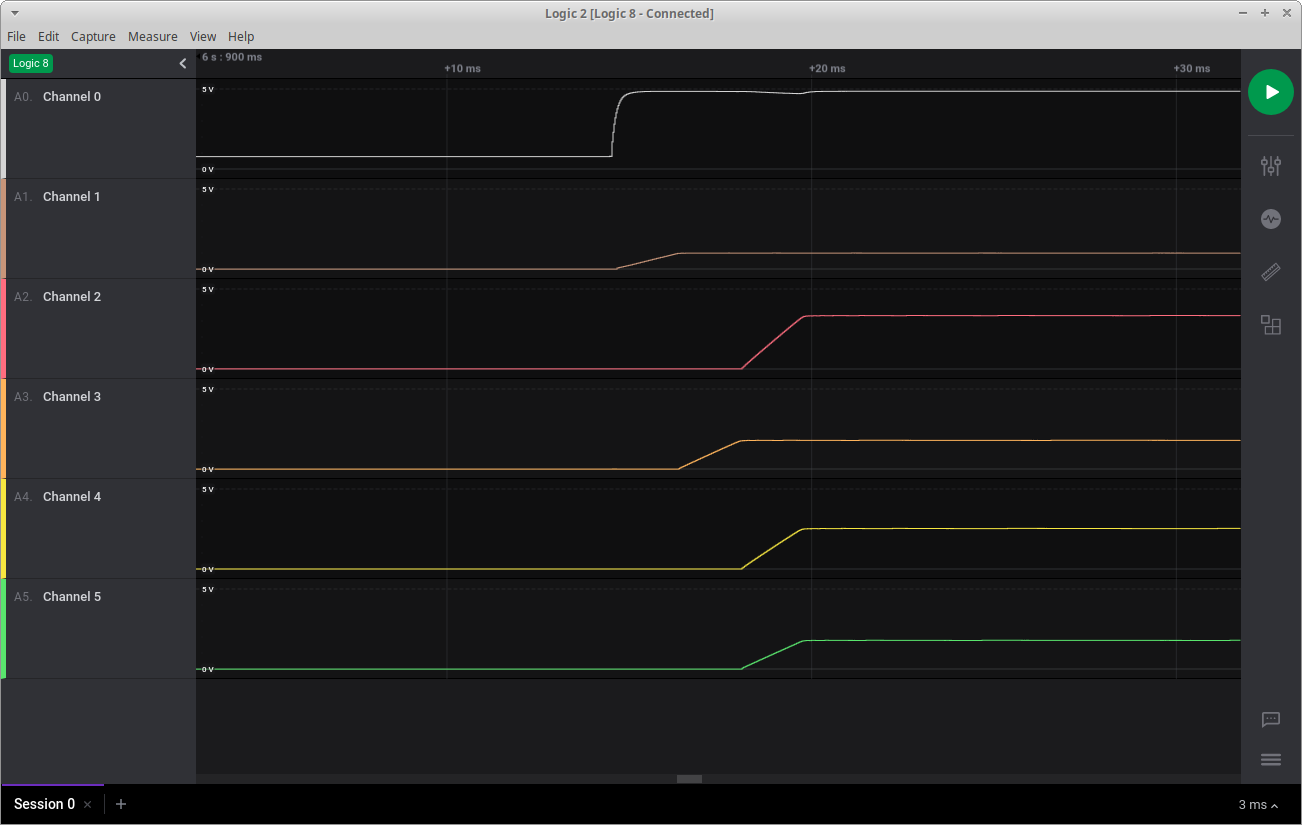 Logic 2 [Logic 8 - Connected]
File Edit Capture Measure View Help
Logic 8
6 s : 900 ms
+10 ms +20 ms +30 ms
A0. Channel 0
5 V
0 V
A1. Channel 1
5 V
0 V
A2. Channel 2
5 V
0 V
A3. Channel 3
5 V
0 V
A4. Channel 4
5 V
0 V
A5. Channel 5
5 V
0 V
Session 0
3 ms